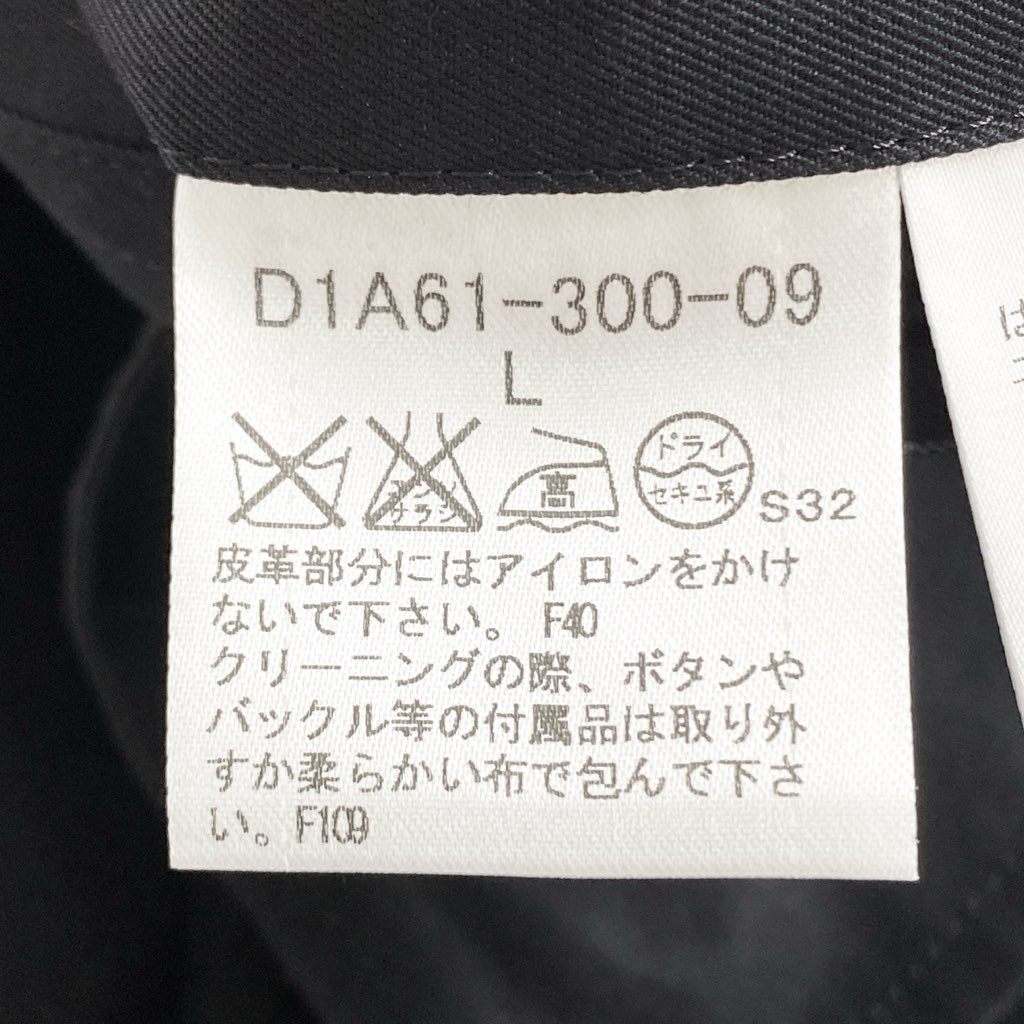 D1A61-300-09
L
高
ドライ
セキユ系
S32
皮革部分にはアイロンをかけ
ないで下さい。F40
クリーニングの際、ボタンや
バックル等の付属品は取り外
すか柔らかい布で包んで下さ
い。F109
は